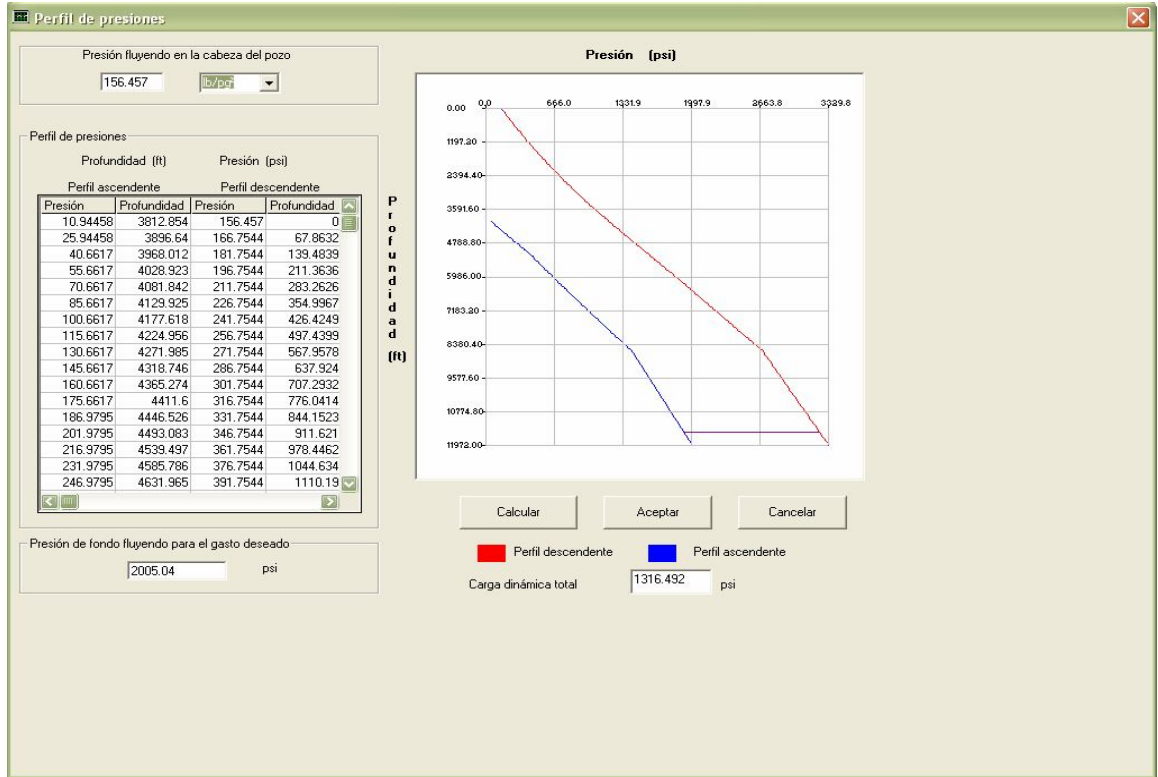 Perfil de presiones
Presión fluyendo en la cabeza del pozo
156.457 lb/pg²
Perfil de presiones
Profundidad (ft) Presión (psi)
Perfil ascendente Perfil descendente
Presión Profundidad Presión Profundidad
10.94458 3812.854 156.457 0
25.94458 3896.64 166.7544 67.8632
40.6617 3968.012 181.7544 139.4839
55.6617 4028.923 196.7544 211.3636
70.6617 4081.842 211.7544 283.2626
85.6617 4129.925 226.7544 354.9967
100.6617 4177.618 241.7544 426.4249
115.6617 4224.956 256.7544 497.4399
130.6617 4271.985 271.7544 567.9578
145.6617 4318.746 286.7544 637.924
160.6617 4365.274 301.7544 707.2932
175.6617 4411.6 316.7544 776.0414
186.9795 4446.526 331.7544 844.1523
201.9795 4493.083 346.7544 911.621
216.9795 4539.497 361.7544 978.4462
231.9795 4585.786 376.7544 1044.634
246.9795 4631.965 391.7544 1110.19
Presión de fondo fluyendo para el gasto deseado
2005.04 psi
Presión (psi)
0.0 666.0 1331.9 1997.9 2663.8 3329.8
0.00
1197.20
2394.40
3591.60
4788.80
5986.00
7183.20
8380.40
9577.60
10774.80
11972.00
Profundidad
(ft)
Calcular Aceptar Cancelar
Perfil descendente Perfil ascendente
Carga dinámica total 1316.492 psi